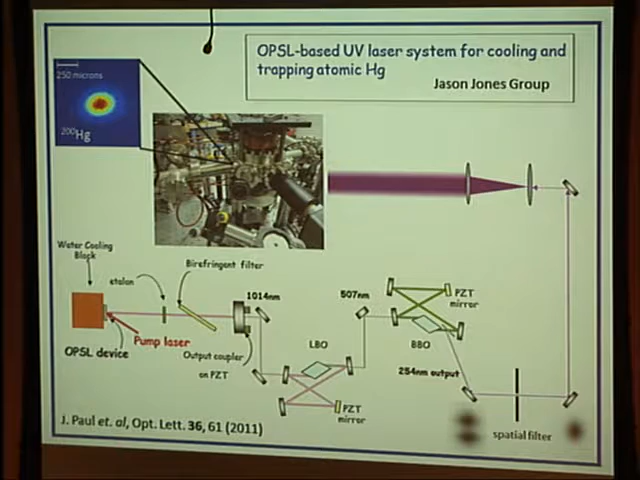 OPSL-based UV laser system for cooling and
trapping atomic Hg
Jason Jones Group
250 microns
200Hg
Water Cooling
Block
etalon
Birefringent filter
1014nm
507nm
PZT
mirror
OPSL device
Pump laser
Output coupler
on PZT
LBO
BBO
254nm output
PZT
mirror
spatial filter
J. Paul et. al, Opt. Lett. 36, 61 (2011)